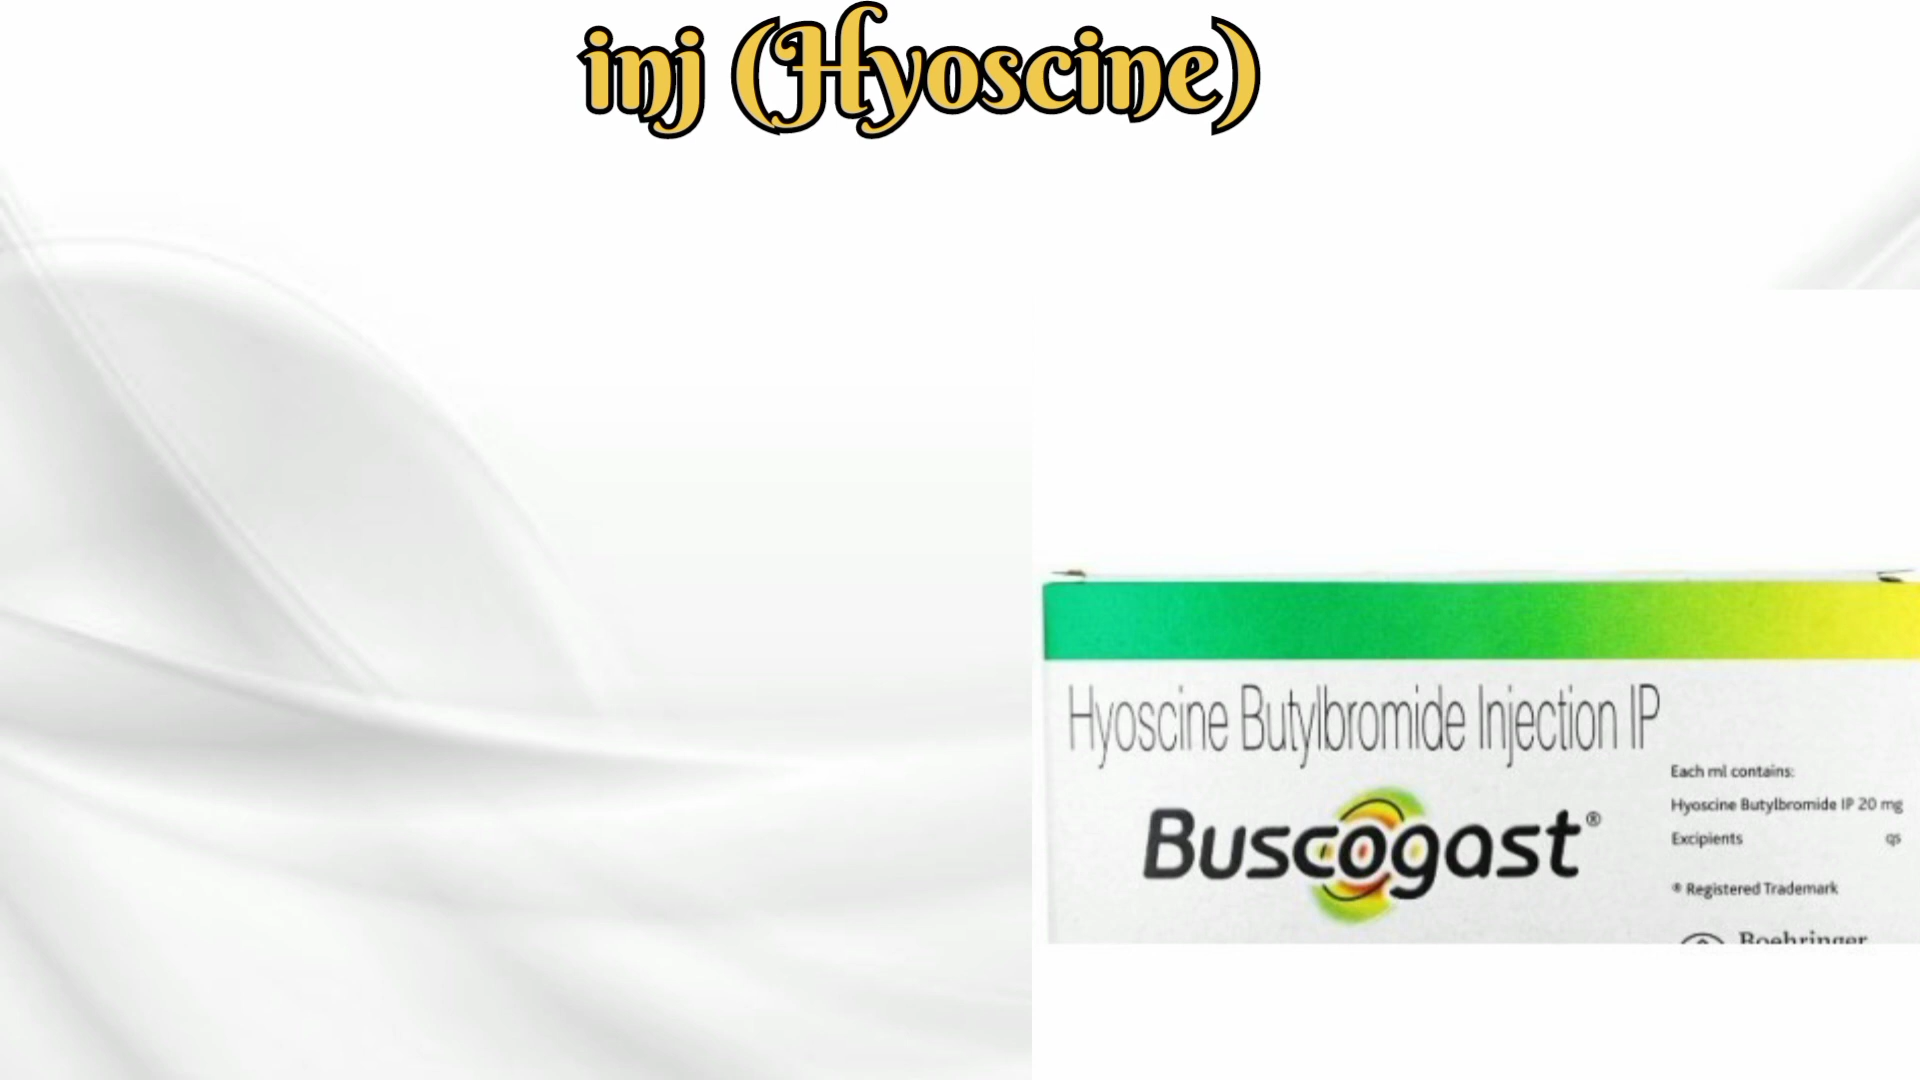 inj (Hyoscine)
Hyoscine Butylbromide Injection IP
Each ml contains:
Hyoscine Butylbromide IP 20 mg
Excipients qs
Buscogast®
® Registered Trademark
Boehringer